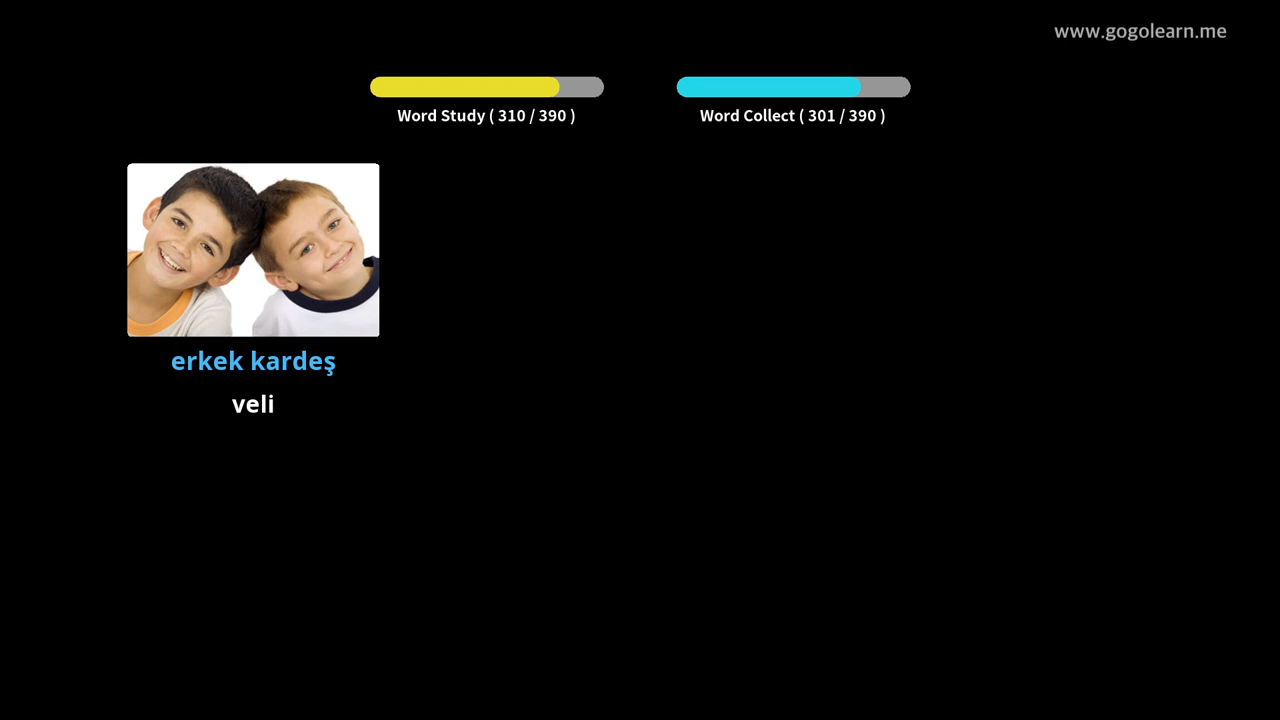 www.gogolearn.me
Word Study ( 310 / 390 )
Word Collect ( 301 / 390 )
erkek kardeş
veli